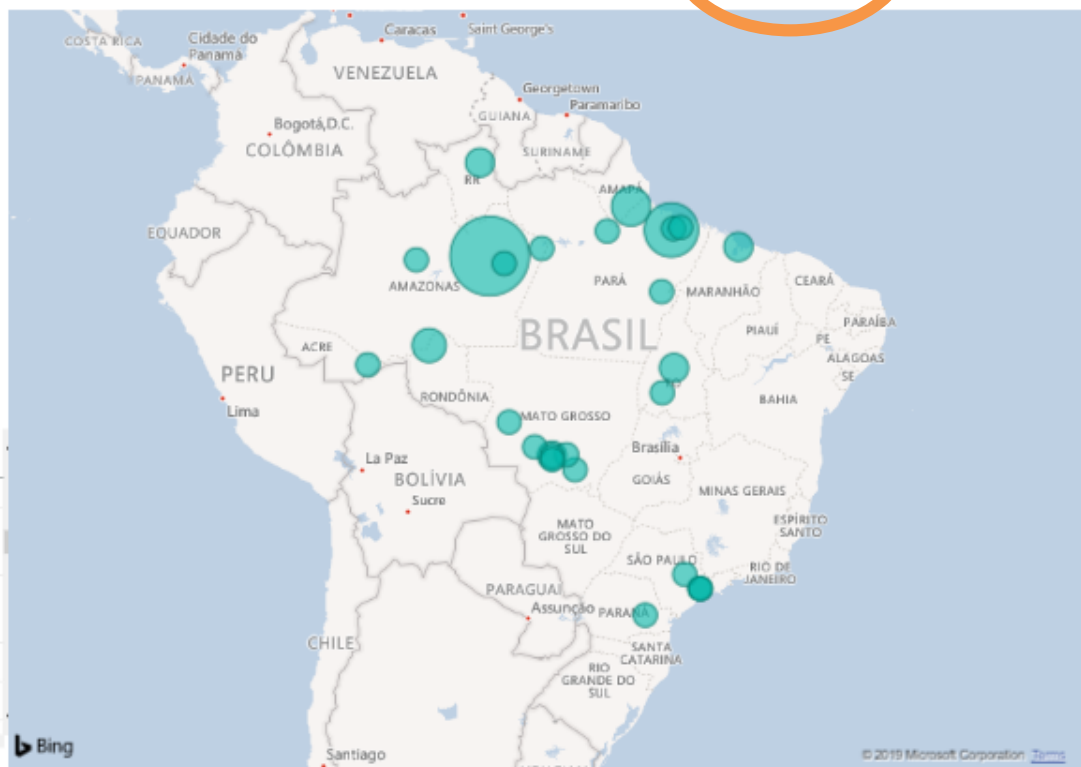 Caracas
Saint George's
COSTA RICA
Cidade do
Panamá
PANAMÁ
VENEZUELA
Georgetown
Paramaribo
GUIANA
Bogotá,D.C.
COLÔMBIA
SURINAME
RR
AMAPÁ
EQUADOR
AMAZONAS
PARÁ
MARANHÃO
CEARÁ
BRASIL
PIAUÍ
PARAÍBA
PE
ALAGOAS
SE
ACRE
PERU
RONDÔNIA
BAHIA
Lima
MATO GROSSO
Brasília
La Paz
BOLÍVIA
GOIÁS
MINAS GERAIS
Sucre
MATO
GROSSO DO
SUL
ESPÍRITO
SANTO
SÃO PAULO
RIO DE
JANEIRO
PARAGUAI
Assunção
PARANÁ
CHILE
SANTA
CATARINA
RIO
GRANDE DO
SUL
Bing
Santiago
© 2019 Microsoft Corporation Terms